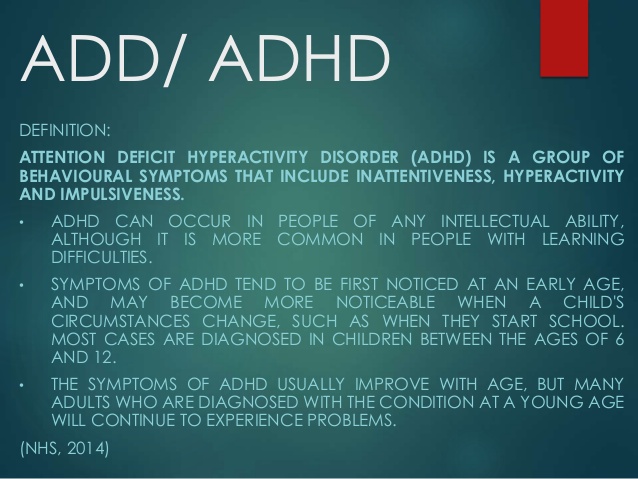 ADD/ ADHD
DEFINITION:
ATTENTION DEFICIT HYPERACTIVITY DISORDER (ADHD) IS A GROUP OF
BEHAVIOURAL SYMPTOMS THAT INCLUDE INATTENTIVENESS, HYPERACTIVITY
AND IMPULSIVENESS.
• ADHD CAN OCCUR IN PEOPLE OF ANY INTELLECTUAL ABILITY,
ALTHOUGH IT IS MORE COMMON IN PEOPLE WITH LEARNING
DIFFICULTIES.
• SYMPTOMS OF ADHD TEND TO BE FIRST NOTICED AT AN EARLY AGE,
AND MAY BECOME MORE NOTICEABLE WHEN A CHILD'S
CIRCUMSTANCES CHANGE, SUCH AS WHEN THEY START SCHOOL.
MOST CASES ARE DIAGNOSED IN CHILDREN BETWEEN THE AGES OF 6
AND 12.
• THE SYMPTOMS OF ADHD USUALLY IMPROVE WITH AGE, BUT MANY
ADULTS WHO ARE DIAGNOSED WITH THE CONDITION AT A YOUNG AGE
WILL CONTINUE TO EXPERIENCE PROBLEMS.
(NHS, 2014)